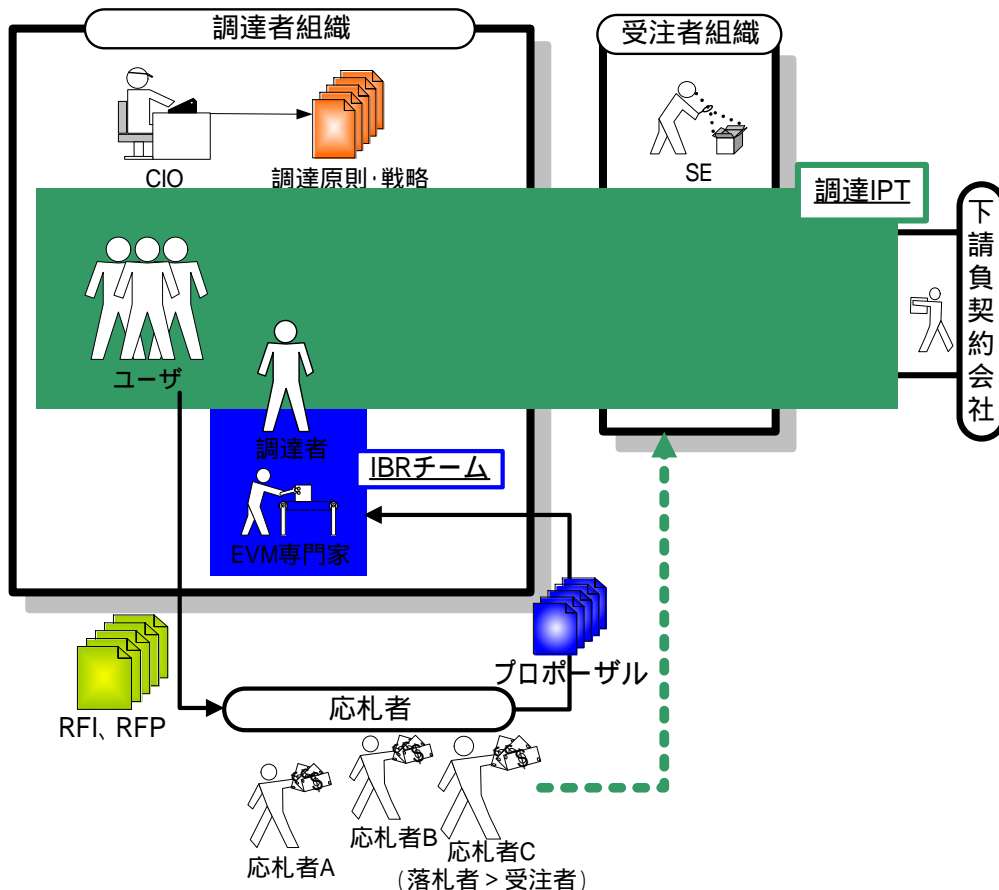 調達者組織
受注者組織
CIO
調達原則・戦略
SE
調達IPT
下請負契約会社
ユーザ
調達者
IBRチーム
EVM専門家
プロポーザル
RFI、RFP
応札者
応札者A
応札者B
応札者C
(落札者>受注者)